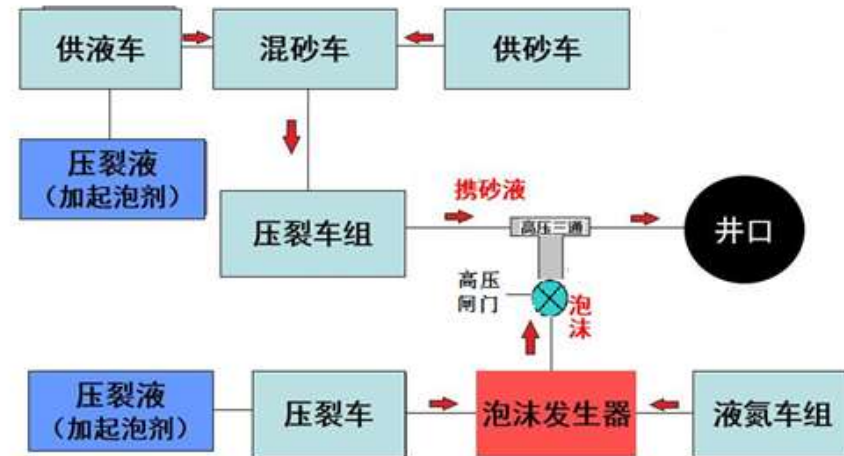 供液车
混砂车
供砂车
压裂液
（加起泡剂）
压裂车组
携砂液
高压三通
井口
高压
闸门
泡
沫
压裂液
（加起泡剂）
压裂车
泡沫发生器
液氮车组